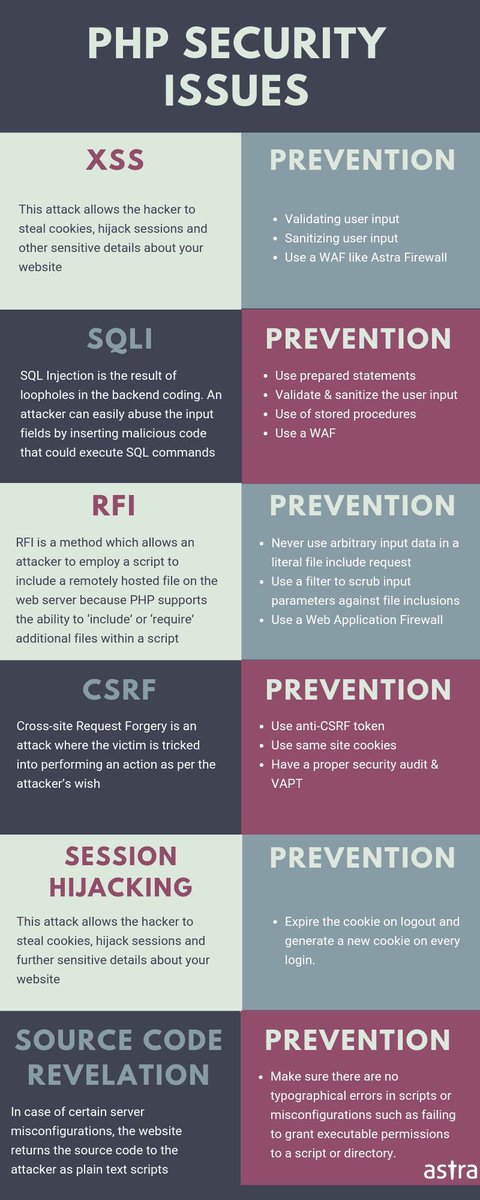 PHP SECURITY
ISSUES
XSS
This attack allows the hacker to
steal cookies, hijack sessions and
other sensitive details about your
website
PREVENTION
• Validating user input
• Sanitizing user input
• Use a WAF like Astra Firewall
SQLI
SQL Injection is the result of
loopholes in the backend coding. An
attacker can easily abuse the input
fields by inserting malicious code
that could execute SQL commands
PREVENTION
• Use prepared statements
• Validate & sanitize the user input
• Use of stored procedures
• Use a WAF
RFI
RFI is a method which allows an
attacker to employ a script to
include a remotely hosted file on the
web server because PHP supports
the ability to ‘include’ or ‘require’
additional files within a script
PREVENTION
• Never use arbitrary input data in a
literal file include request
• Use a filter to scrub input
parameters against file inclusions
• Use a Web Application Firewall
CSRF
Cross-site Request Forgery is an
attack where the victim is tricked
into performing an action as per the
attacker’s wish
PREVENTION
• Use anti-CSRF token
• Use same site cookies
• Have a proper security audit &
VAPT
SESSION
HIJACKING
This attack allows the hacker to
steal cookies, hijack sessions and
further sensitive details about your
website
PREVENTION
• Expire the cookie on logout and
generate a new cookie on every
login.
SOURCE CODE
REVELATION
In case of certain server
misconfigurations, the website
returns the source code to the
attacker as plain text scripts
PREVENTION
• Make sure there are no
typographical errors in scripts or
misconfigurations such as failing
to grant executable permissions
to a script or directory.
astra